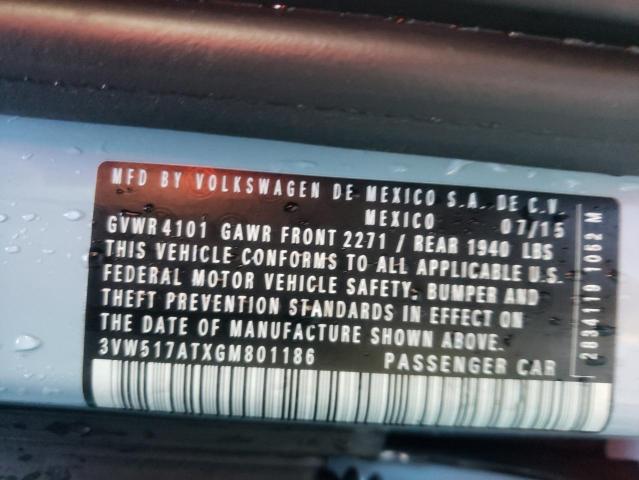 MFD BY VOLKSWAGEN DE MEXICO S.A. DE C.V.
MEXICO 07/15
GVWR 4101 GAWR FRONT 2271 / REAR 1940 LBS
THIS VEHICLE CONFORMS TO ALL APPLICABLE U.S.
FEDERAL MOTOR VEHICLE SAFETY, BUMPER AND
THEFT PREVENTION STANDARDS IN EFFECT ON
THE DATE OF MANUFACTURE SHOWN ABOVE.
3VW517ATXGM801186 PASSENGER CAR
2834119 1062 M